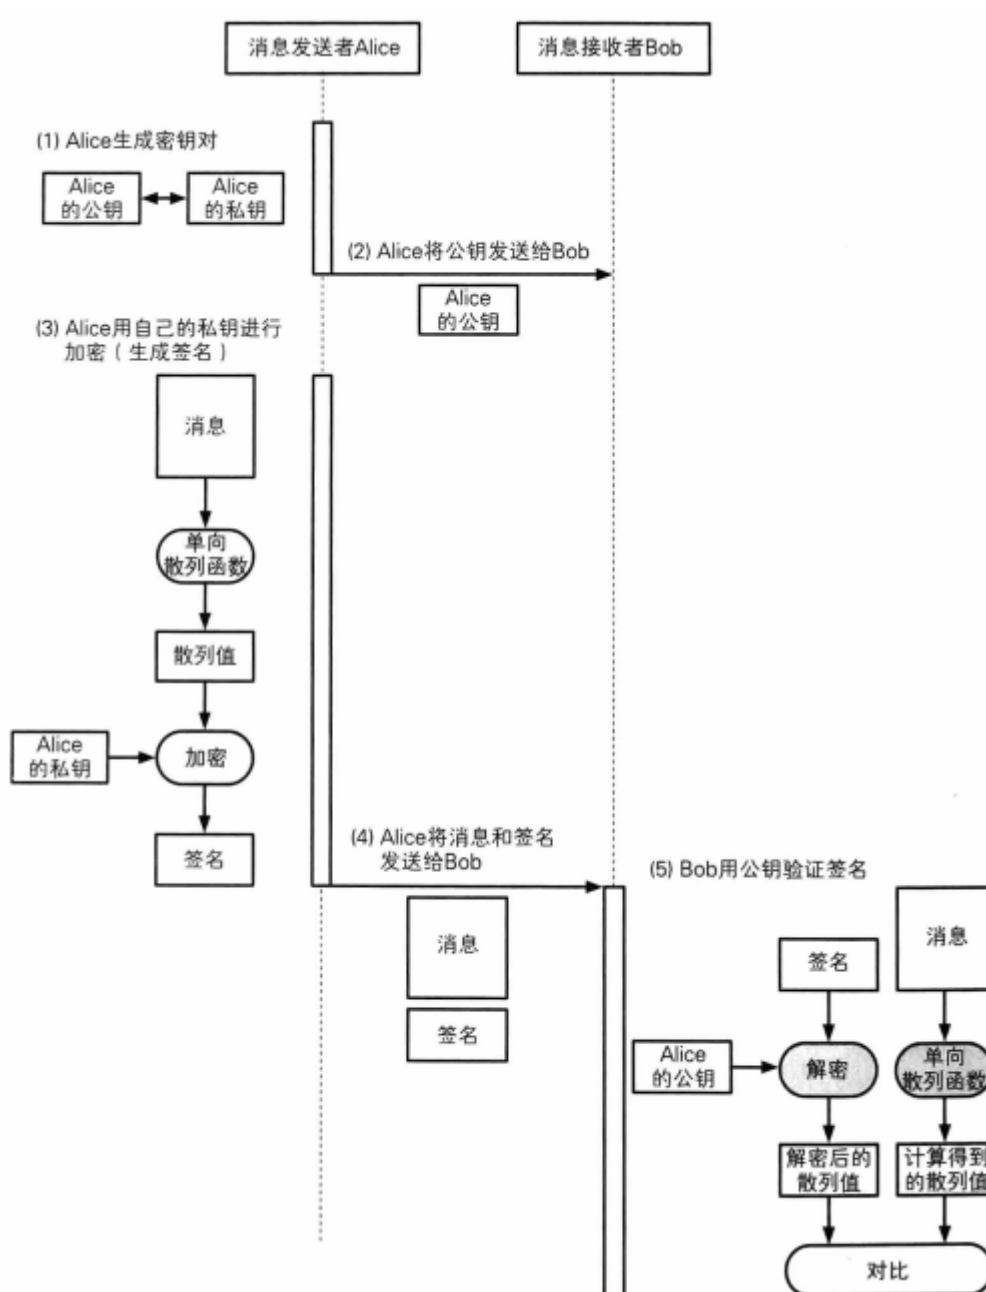 消息发送者Alice
消息接收者Bob
(1) Alice生成密钥对
Alice
的公钥
Alice
的私钥
(2) Alice将公钥发送给Bob
Alice
的公钥
(3) Alice用自己的私钥进行
加密（生成签名）
消息
单向
散列函数
散列值
Alice
的私钥
加密
签名
(4) Alice将消息和签名
发送给Bob
消息
签名
(5) Bob用公钥验证签名
签名
消息
Alice
的公钥
解密
单向
散列函数
解密后的
散列值
计算得到
的散列值
对比